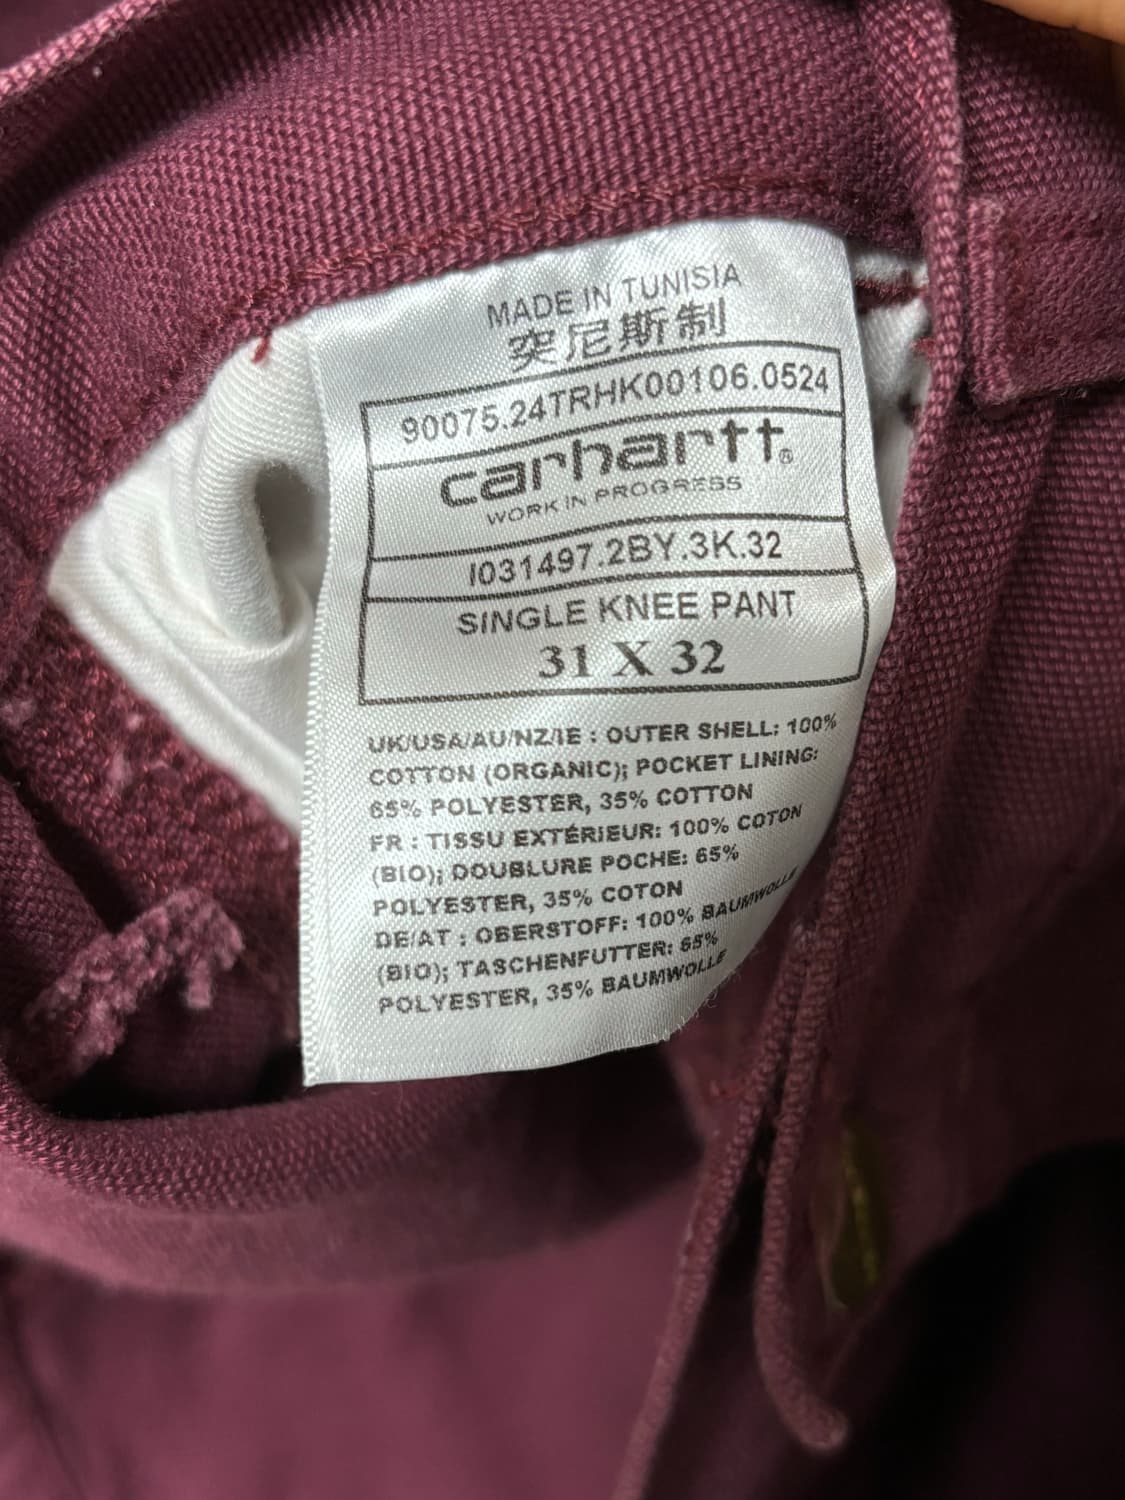 MADE IN TUNISIA
突尼斯制
90075.24TRHK00106.0524
carhartt®
WORK IN PROGRESS
I031497.2BY.3K.32
SINGLE KNEE PANT
31 X 32
UK/USA/AU/NZ/IE : OUTER SHELL: 100%
COTTON (ORGANIC); POCKET LINING:
65% POLYESTER, 35% COTTON
FR : TISSU EXTÉRIEUR: 100% COTON
(BIO); DOUBLURE POCHE: 65%
POLYESTER, 35% COTON
DE/AT : OBERSTOFF: 100% BAUMWOLLE
(BIO); TASCHENFUTTER: 65%
POLYESTER, 35% BAUMWOLLE